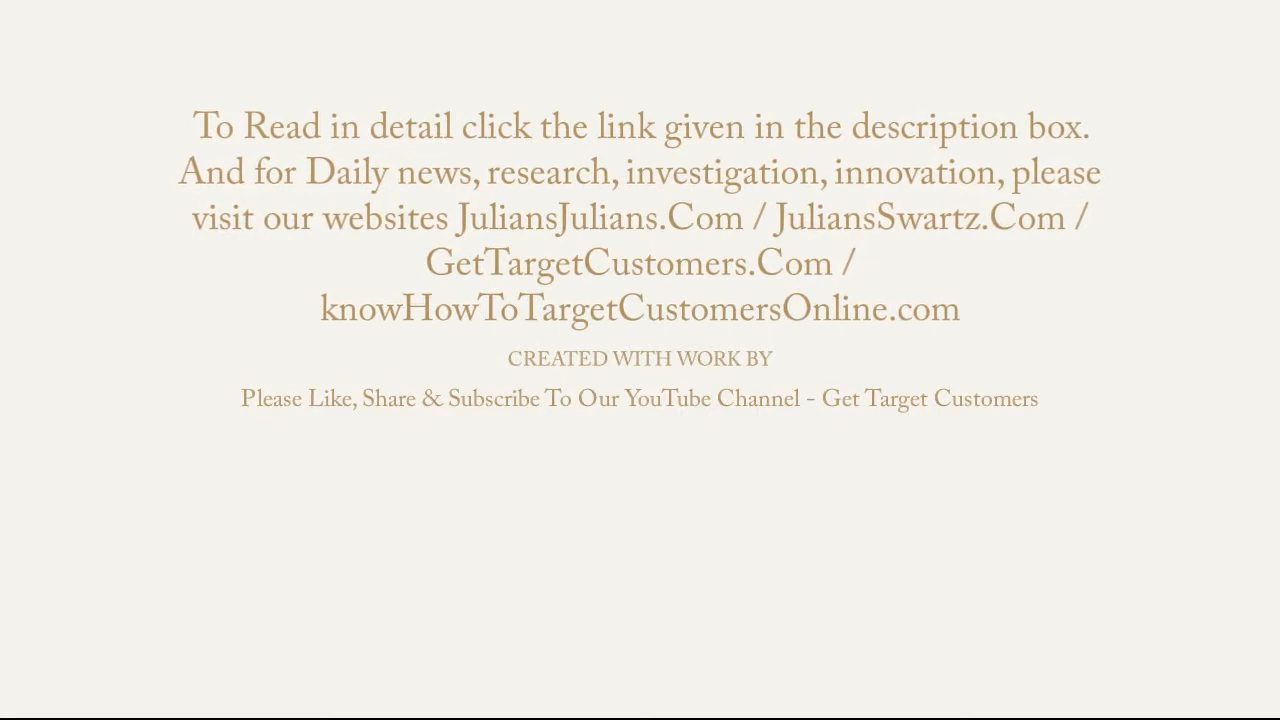 To Read in detail click the link given in the description box.
And for Daily news, research, investigation, innovation, please
visit our websites JuliansJulians.Com / JuliansSwartz.Com /
GetTargetCustomers.Com /
knowHowToTargetCustomersOnline.com
CREATED WITH WORK BY
Please Like, Share & Subscribe To Our YouTube Channel - Get Target Customers